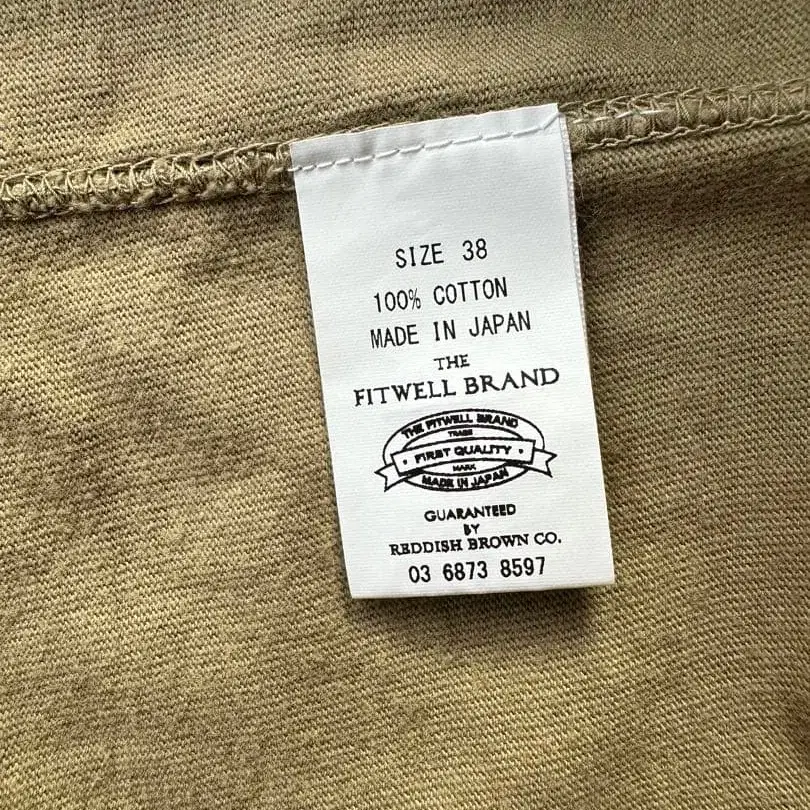 SIZE 38
100% COTTON
MADE IN JAPAN
THE
FITWELL BRAND
THE FITWELL BRAND
TRADE
FIRST QUALITY
MARK
MADE IN JAPAN
GUARANTEED
BY
REDDISH BROWN CO.
03 6873 8597